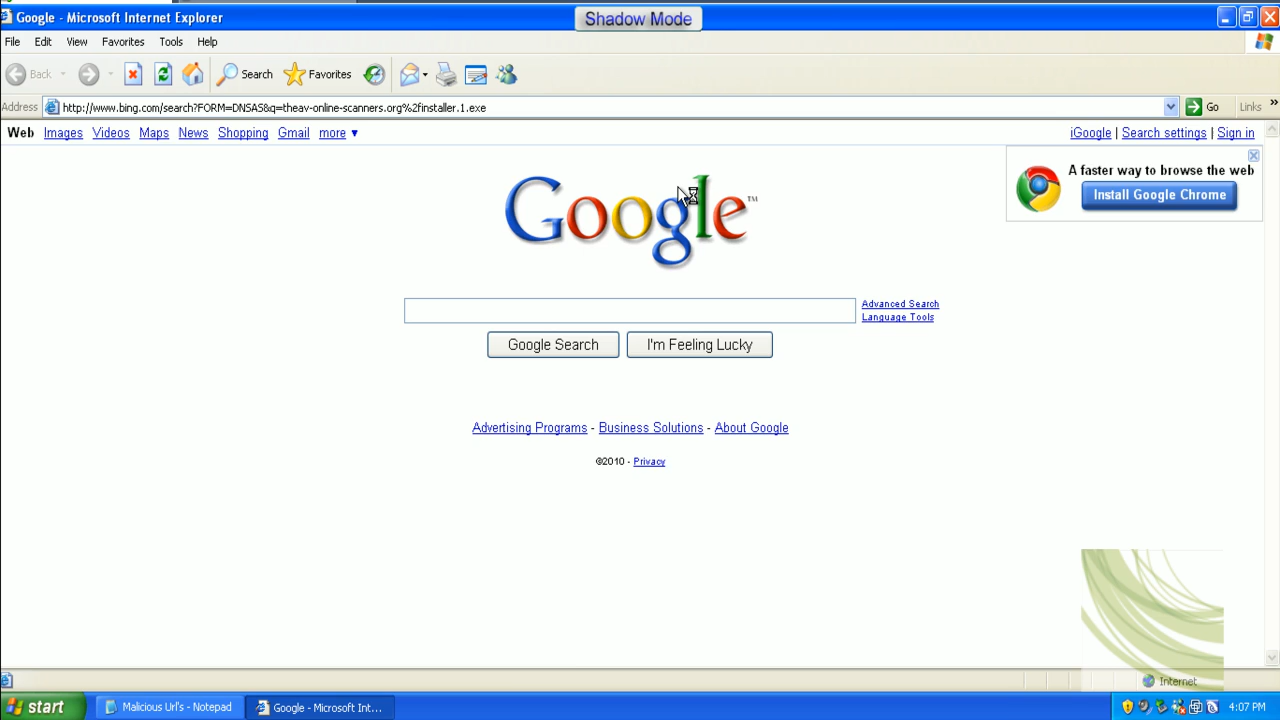 Google - Microsoft Internet Explorer
Shadow Mode
File Edit View Favorites Tools Help
Back Search Favorites
Address http://www.bing.com/search?FORM=DNSAS&q=theav-online-scanners.org%2finstaller.1.exe Go Links »
Web Images Videos Maps News Shopping Gmail more ▼ iGoogle | Search settings | Sign in
A faster way to browse the web
Install Google Chrome
Google™
Advanced Search
Language Tools
Google Search I'm Feeling Lucky
Advertising Programs - Business Solutions - About Google
©2010 - Privacy
Internet
start Malicious Url's - Notepad Google - Microsoft Int... 4:07 PM